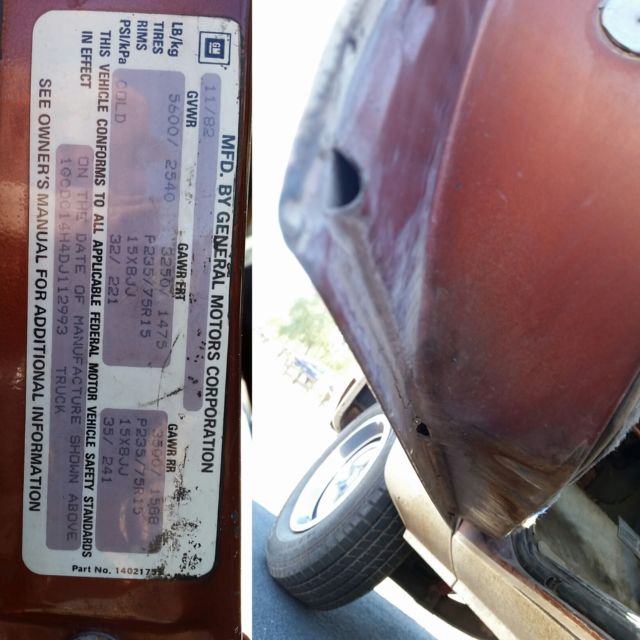 GM
MFD. BY GENERAL MOTORS CORPORATION
11/82
GVWR GAWR FRT GAWR RR
LB/kg 5600/ 2540 3250/ 1475 3500/ 1588
TIRES P235/75R15 P235/75R15
RIMS 15X8JJ 15X8JJ
PSI/kPa COLD 32/ 221 35/ 241
THIS VEHICLE CONFORMS TO ALL APPLICABLE FEDERAL MOTOR VEHICLE SAFETY STANDARDS
IN EFFECT ON THE DATE OF MANUFACTURE SHOWN ABOVE
TRUCK
SEE OWNER'S MANUAL FOR ADDITIONAL INFORMATION
Part No.